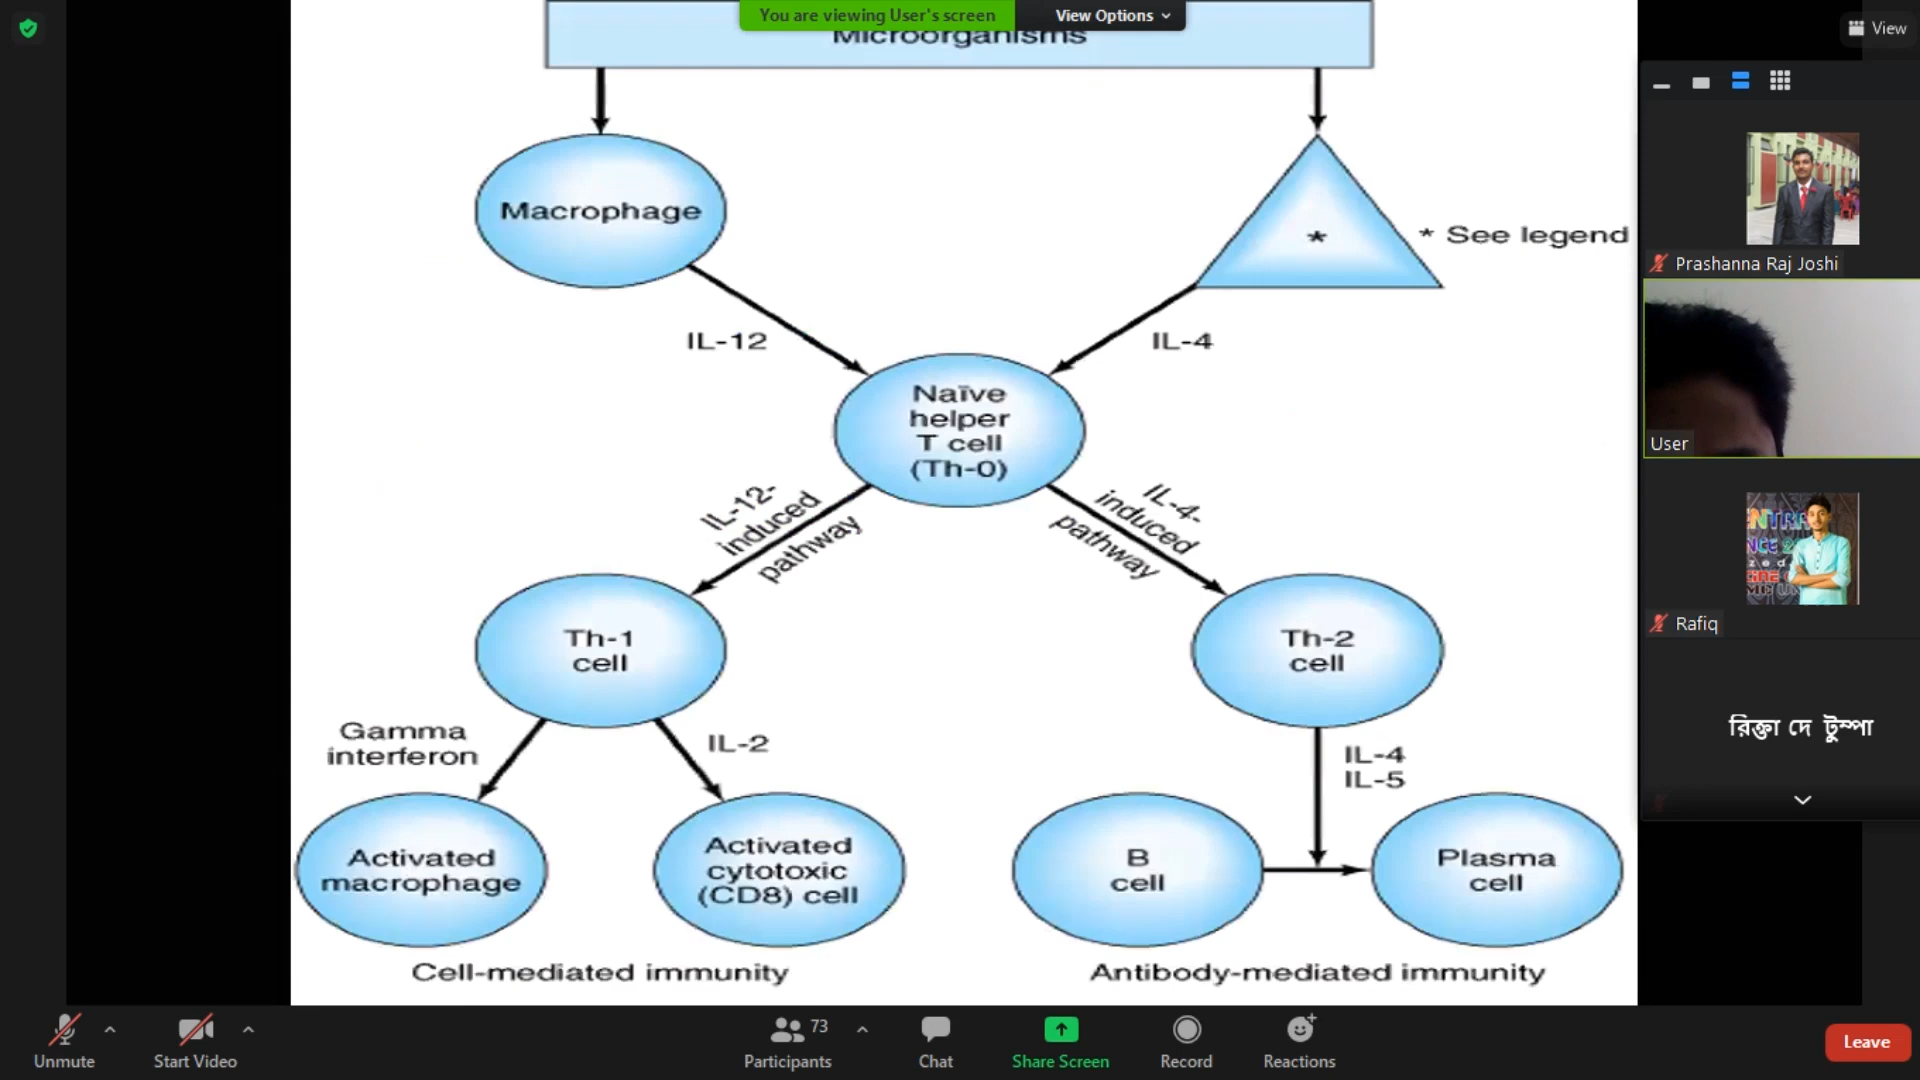 You are viewing User's screen
View Options
View
Microorganisms
Macrophage
*
* See legend
IL-12
IL-4
Naïve
helper
T cell
(Th-0)
IL-12-
induced
pathway
IL-4-
induced
pathway
Th-1
cell
Th-2
cell
Gamma
interferon
IL-2
IL-4
IL-5
Activated
macrophage
Activated
cytotoxic
(CD8) cell
B
cell
Plasma
cell
Cell-mediated immunity
Antibody-mediated immunity
Prashanna Raj Joshi
User
Rafiq
রিক্তা দে টুম্পা
Unmute
Start Video
73
Participants
Chat
Share Screen
Record
Reactions
Leave